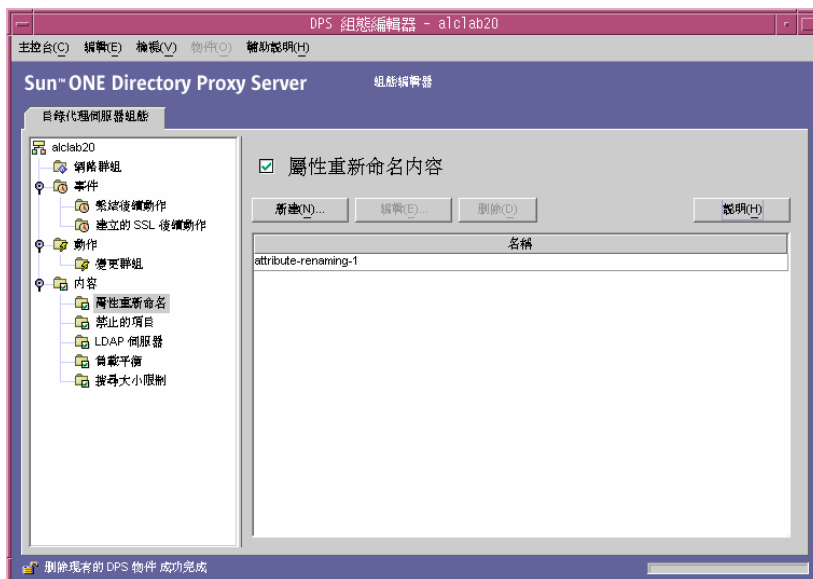 DPS 組態編輯器 - alclab20
主控台(C) 編輯(E) 檢視(V) 物件(O) 輔助說明(H)
Sun™ ONE Directory Proxy Server 組態編輯器
目錄代理伺服器組態
alclab20
網路群組
事件
繫結後續動作
建立的 SSL 後續動作
動作
變更群組
內容
屬性重新命名
禁止的項目
LDAP 伺服器
負載平衡
搜尋大小限制
屬性重新命名內容
新建(N)... 編輯(E)... 刪除(D) 說明(H)
名稱
attribute-renaming-1
刪除現有的 DPS 物件 成功完成